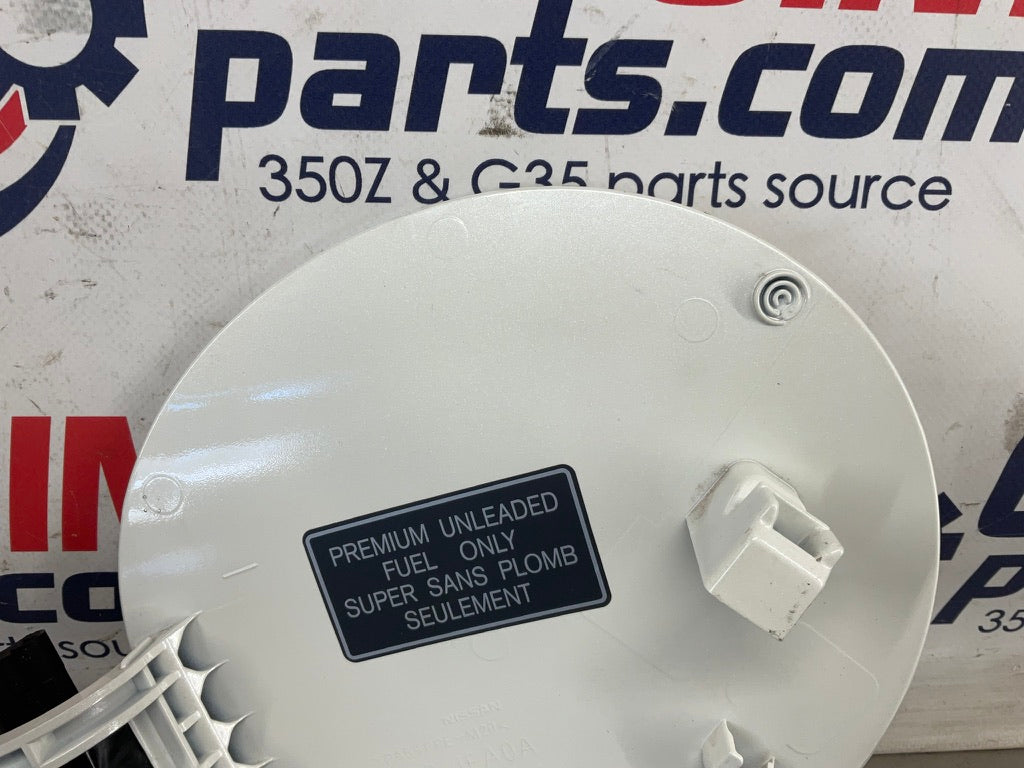 parts.com
350Z & G35 parts source
PREMIUM UNLEADED
FUEL ONLY
SUPER SANS PLOMB
SEULEMENT
NISSAN